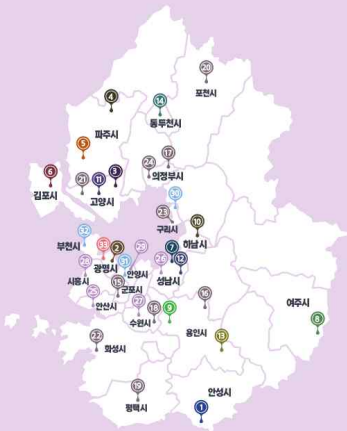 20
4
포천시
14
파주시
동두천시
5
17
24
의정부시
6
21
11
3
30
김포시
고양시
23
구리시
10
32
하남시
부천시
33
2
29
7
광명시
31
26
12
28
안양시
시흥시
15
성남시
25
군포시
16
안산시
27
18
9
여주시
수원시
8
22
용인시
13
화성시
19
안성시
평택시
1